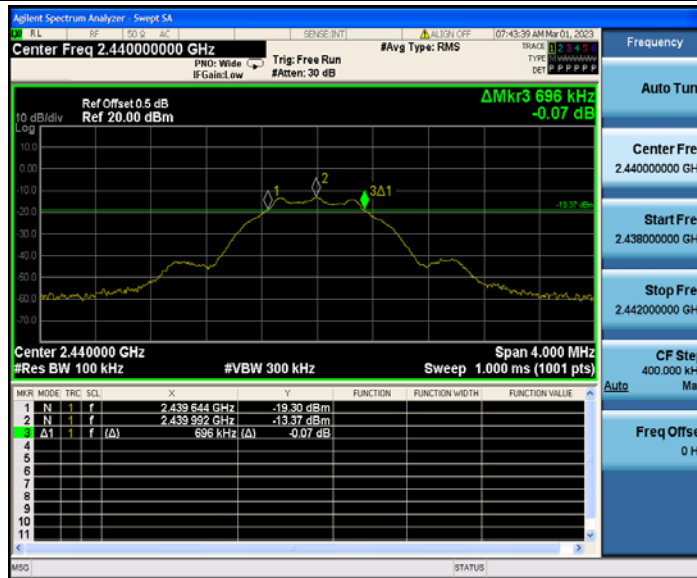 Agilent Spectrum Analyzer - Swept SA
RL RF 50 Ω AC SENSE:INT ALIGN OFF 07:43:39 AM Mar 01, 2023
Center Freq 2.440000000 GHz
PNO: Wide
IFGain:Low
Trig: Free Run
#Atten: 30 dB
#Avg Type: RMS
TRACE 1 2 3 4 5 6
TYPE M W W W W W
DET P P P P P P
ΔMkr3 696 kHz
-0.07 dB
Ref Offset 0.5 dB
10 dB/div Ref 20.00 dBm
Log
10.0
0.00
-10.0
-20.0
-30.0
-40.0
-50.0
-60.0
-70.0
1
2
3Δ1
-19.37 dBm
Center 2.440000 GHz Span 4.000 MHz
#Res BW 100 kHz #VBW 300 kHz Sweep 1.000 ms (1001 pts)
MKR MODE TRC SCL X Y FUNCTION FUNCTION WIDTH FUNCTION VALUE
1 N 1 f 2.439 644 GHz -19.30 dBm
2 N 1 f 2.439 992 GHz -13.37 dBm
3 Δ1 1 f (Δ) 696 kHz (Δ) -0.07 dB
4
5
6
7
8
9
10
11
MSG STATUS
Frequency
Auto Tun
Center Fre
2.440000000 GH
Start Fre
2.438000000 GH
Stop Fre
2.442000000 GH
CF Ste
400.000 kH
Auto Ma
Freq Offse
0 H